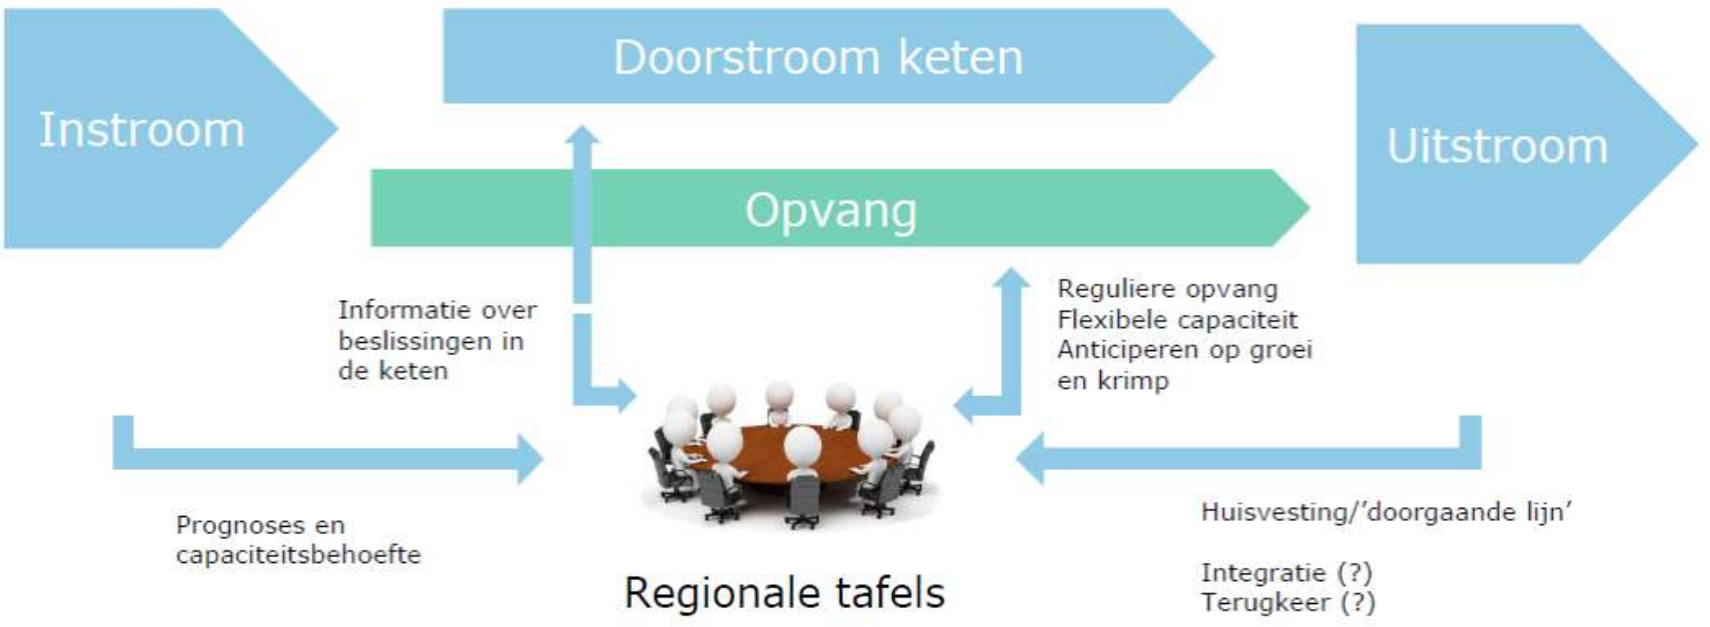 Instroom
Doorstroom keten
Opvang
Uitstroom
Informatie over
beslissingen in
de keten
Reguliere opvang
Flexibele capaciteit
Anticiperen op groei
en krimp
Prognoses en
capaciteitsbehoefte
Regionale tafels
Huisvesting/’doorgaande lijn’
Integratie (?)
Terugkeer (?)